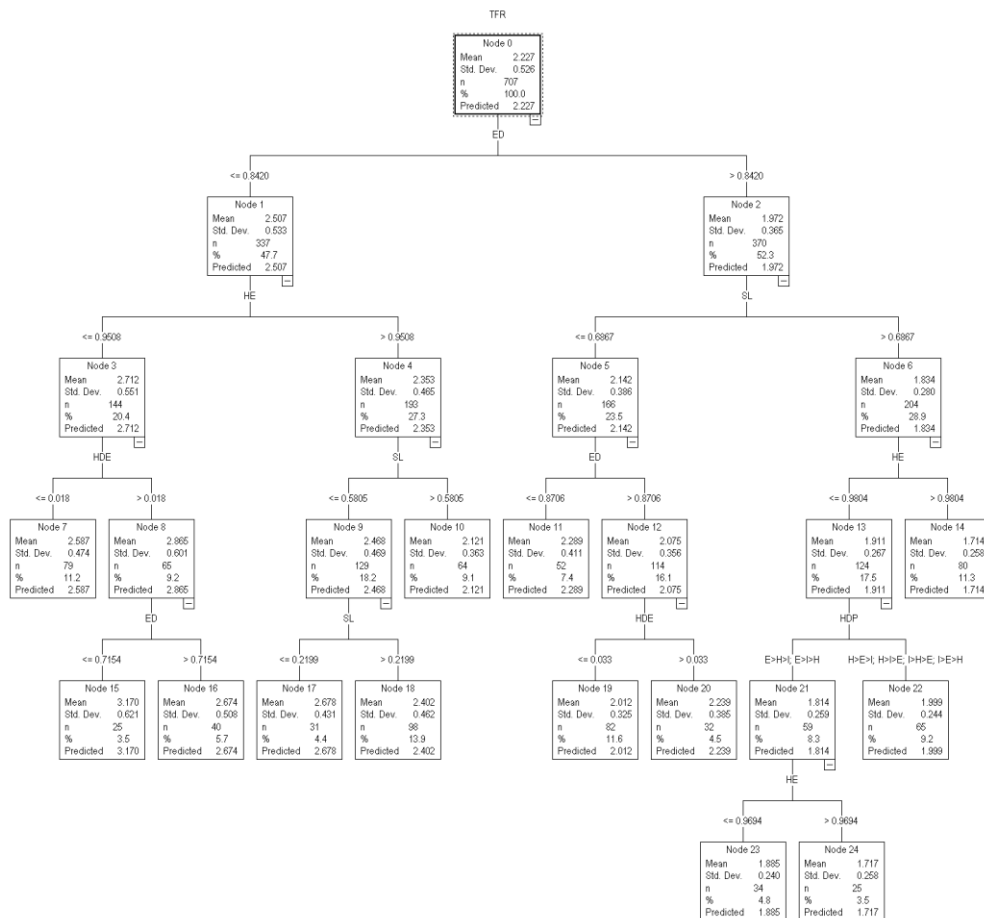 TFR
Node 0
Mean 2.227
Std. Dev. 0.526
n 707
% 100.0
Predicted 2.227
ED
<= 0.8420
> 0.8420
Node 1
Mean 2.507
Std. Dev. 0.533
n 337
% 47.7
Predicted 2.507
Node 2
Mean 1.972
Std. Dev. 0.365
n 370
% 52.3
Predicted 1.972
HE
SL
<= 0.9508
> 0.9508
<= 0.6867
> 0.6867
Node 3
Mean 2.712
Std. Dev. 0.551
n 144
% 20.4
Predicted 2.712
Node 4
Mean 2.353
Std. Dev. 0.465
n 193
% 27.3
Predicted 2.353
Node 5
Mean 2.142
Std. Dev. 0.386
n 166
% 23.5
Predicted 2.142
Node 6
Mean 1.834
Std. Dev. 0.280
n 204
% 28.9
Predicted 1.834
HDE
SL
ED
HE
<= 0.018
> 0.018
<= 0.5805
> 0.5805
<= 0.8706
> 0.8706
<= 0.9804
> 0.9804
Node 7
Mean 2.587
Std. Dev. 0.474
n 79
% 11.2
Predicted 2.587
Node 8
Mean 2.865
Std. Dev. 0.601
n 65
% 9.2
Predicted 2.865
Node 9
Mean 2.468
Std. Dev. 0.469
n 129
% 18.2
Predicted 2.468
Node 10
Mean 2.121
Std. Dev. 0.363
n 64
% 9.1
Predicted 2.121
Node 11
Mean 2.289
Std. Dev. 0.411
n 52
% 7.4
Predicted 2.289
Node 12
Mean 2.075
Std. Dev. 0.356
n 114
% 16.1
Predicted 2.075
Node 13
Mean 1.911
Std. Dev. 0.267
n 124
% 17.5
Predicted 1.911
Node 14
Mean 1.714
Std. Dev. 0.258
n 80
% 11.3
Predicted 1.714
ED
SL
HDE
HDP
<= 0.7154
> 0.7154
<= 0.2199
> 0.2199
<= 0.033
> 0.033
E>H>I; E>I>H
H>E>I; H>I>E; I>H>E; I>E>H
Node 15
Mean 3.170
Std. Dev. 0.621
n 25
% 3.5
Predicted 3.170
Node 16
Mean 2.674
Std. Dev. 0.508
n 40
% 5.7
Predicted 2.674
Node 17
Mean 2.678
Std. Dev. 0.431
n 31
% 4.4
Predicted 2.678
Node 18
Mean 2.402
Std. Dev. 0.462
n 98
% 13.9
Predicted 2.402
Node 19
Mean 2.012
Std. Dev. 0.325
n 82
% 11.6
Predicted 2.012
Node 20
Mean 2.239
Std. Dev. 0.385
n 32
% 4.5
Predicted 2.239
Node 21
Mean 1.814
Std. Dev. 0.259
n 59
% 8.3
Predicted 1.814
Node 22
Mean 1.999
Std. Dev. 0.244
n 65
% 9.2
Predicted 1.999
HE
<= 0.9694
> 0.9694
Node 23
Mean 1.885
Std. Dev. 0.240
n 34
% 4.8
Predicted 1.885
Node 24
Mean 1.717
Std. Dev. 0.258
n 25
% 3.5
Predicted 1.717